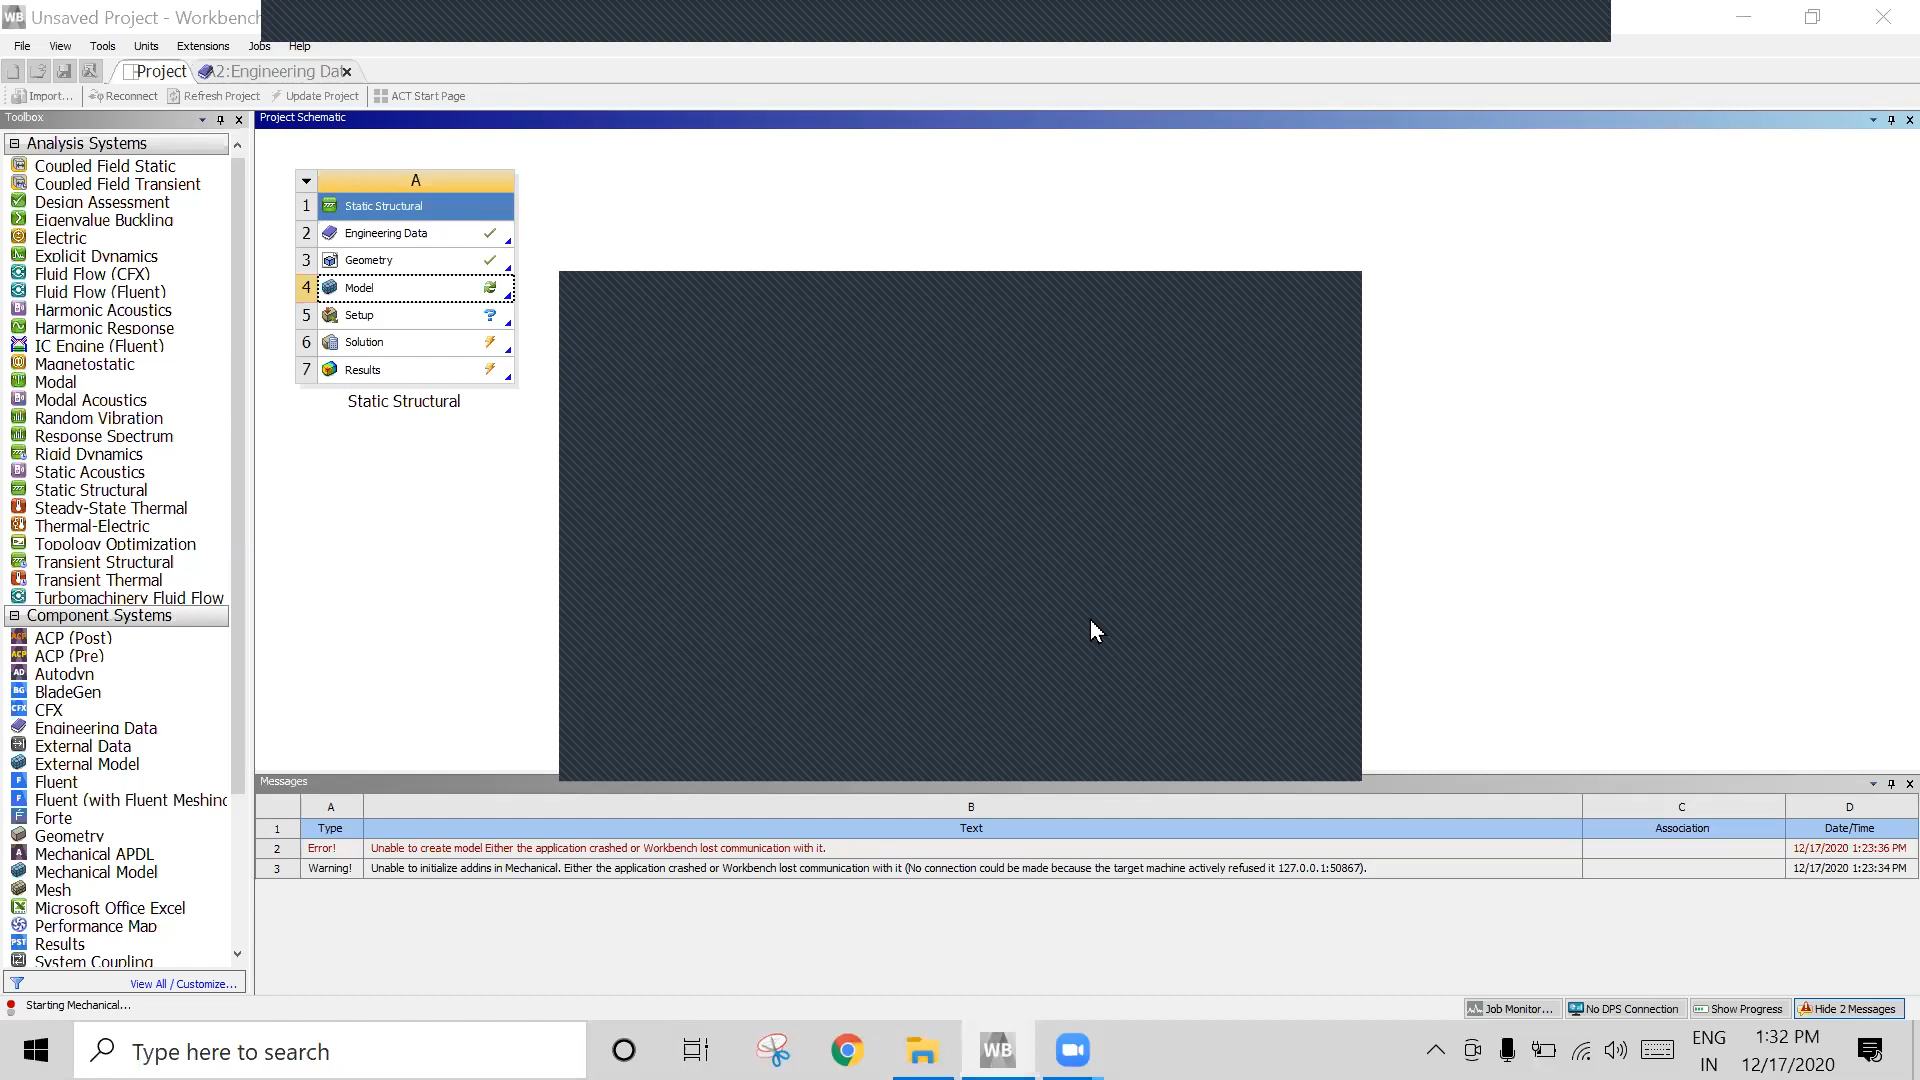 Unsaved Project - Workbench
File View Tools Units Extensions Jobs Help
Project A2:Engineering Dat
Import... Reconnect Refresh Project Update Project ACT Start Page
Toolbox
Analysis Systems
Coupled Field Static
Coupled Field Transient
Design Assessment
Eigenvalue Buckling
Electric
Explicit Dynamics
Fluid Flow (CFX)
Fluid Flow (Fluent)
Harmonic Acoustics
Harmonic Response
IC Engine (Fluent)
Magnetostatic
Modal
Modal Acoustics
Random Vibration
Response Spectrum
Rigid Dynamics
Static Acoustics
Static Structural
Steady-State Thermal
Thermal-Electric
Topology Optimization
Transient Structural
Transient Thermal
Turbomachinery Fluid Flow
Component Systems
ACP (Post)
ACP (Pre)
Autodyn
BladeGen
CFX
Engineering Data
External Data
External Model
Fluent
Fluent (with Fluent Meshing
Forte
Geometry
Mechanical APDL
Mechanical Model
Mesh
Microsoft Office Excel
Performance Map
Results
System Coupling
View All / Customize...
Project Schematic
A
1 Static Structural
2 Engineering Data
3 Geometry
4 Model
5 Setup ?
6 Solution
7 Results
Static Structural
Messages
A B C D
1 Type Text Association Date/Time
2 Error! Unable to create model Either the application crashed or Workbench lost communication with it. 12/17/2020 1:23:36 PM
3 Warning! Unable to initialize addins in Mechanical. Either the application crashed or Workbench lost communication with it (No connection could be made because the target machine actively refused it 127.0.0.1:50867). 12/17/2020 1:23:34 PM
Starting Mechanical... Job Monitor... No DPS Connection Show Progress Hide 2 Messages
Type here to search
WB
ENG
IN
1:32 PM
12/17/2020